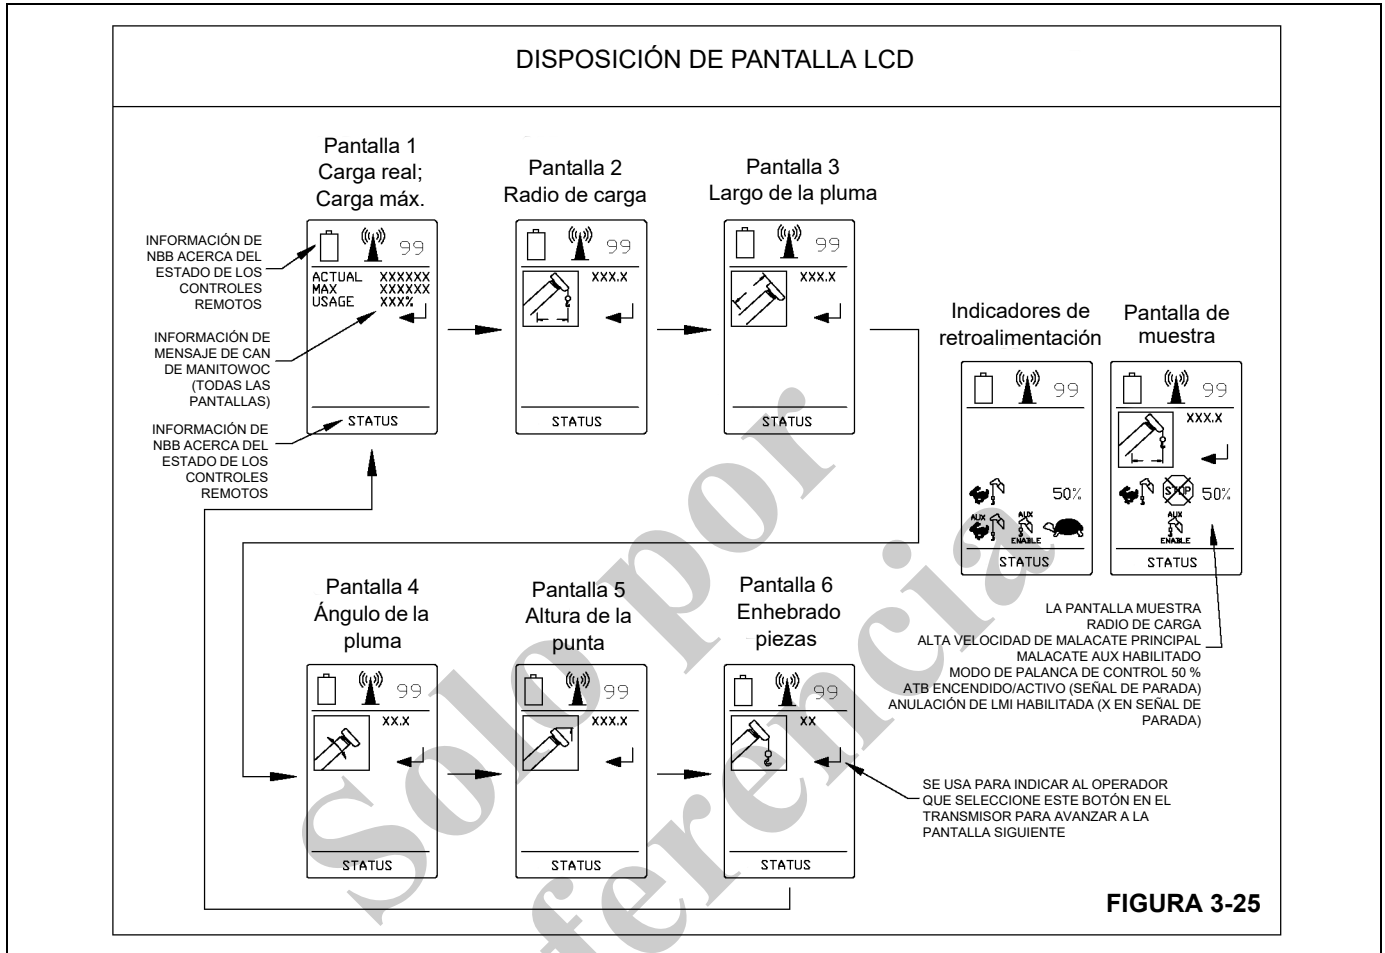 DISPOSICIÓN DE PANTALLA LCD
Pantalla 1
Carga real;
Carga máx.
Pantalla 2
Radio de carga
Pantalla 3
Largo de la pluma
INFORMACIÓN DE
NBB ACERCA DEL
ESTADO DE LOS
CONTROLES
REMOTOS
INFORMACIÓN DE
MENSAJE DE CAN
DE MANITOWOC
(TODAS LAS
PANTALLAS)
INFORMACIÓN DE
NBB ACERCA DEL
ESTADO DE LOS
CONTROLES
REMOTOS
99
ACTUAL XXXXXX
MAX XXXXXX
USAGE XXX%
STATUS
99
XXX.X
STATUS
99
XXX.X
STATUS
Indicadores de
retroalimentación
99
50%
AUX
AUX
ENABLE
STATUS
Pantalla de
muestra
99
XXX.X
STOP
50%
AUX
ENABLE
STATUS
LA PANTALLA MUESTRA
RADIO DE CARGA
ALTA VELOCIDAD DE MALACATE PRINCIPAL
MALACATE AUX HABILITADO
MODO DE PALANCA DE CONTROL 50 %
ATB ENCENDIDO/ACTIVO (SEÑAL DE PARADA)
ANULACIÓN DE LMI HABILITADA (X EN SEÑAL DE
PARADA)
Pantalla 4
Ángulo de la
pluma
99
XX.X
STATUS
Pantalla 5
Altura de la
punta
99
XXX.X
STATUS
Pantalla 6
Enhebrado
piezas
99
XX
STATUS
SE USA PARA INDICAR AL OPERADOR
QUE SELECCIONE ESTE BOTÓN EN EL
TRANSMISOR PARA AVANZAR A LA
PANTALLA SIGUIENTE
FIGURA 3-25
Solo por
ferencia